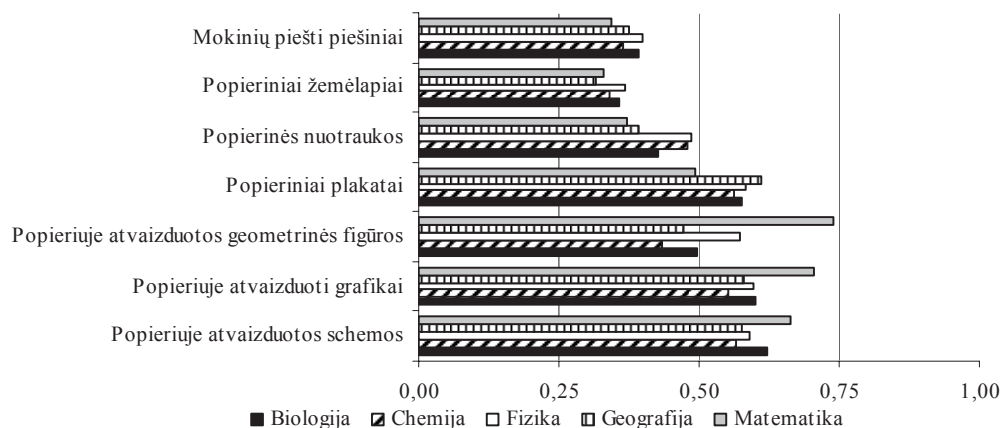 Mokinių piešti piešiniai
Popieriniai žemėlapiai
Popierinės nuotraukos
Popieriniai plakatai
Popieriuje atvaizduotos geometrinės figūros
Popieriuje atvaizduoti grafikai
Popieriuje atvaizduotos schemos
0,00 0,25 0,50 0,75 1,00
Biologija Chemija Fizika Geografija Matematika